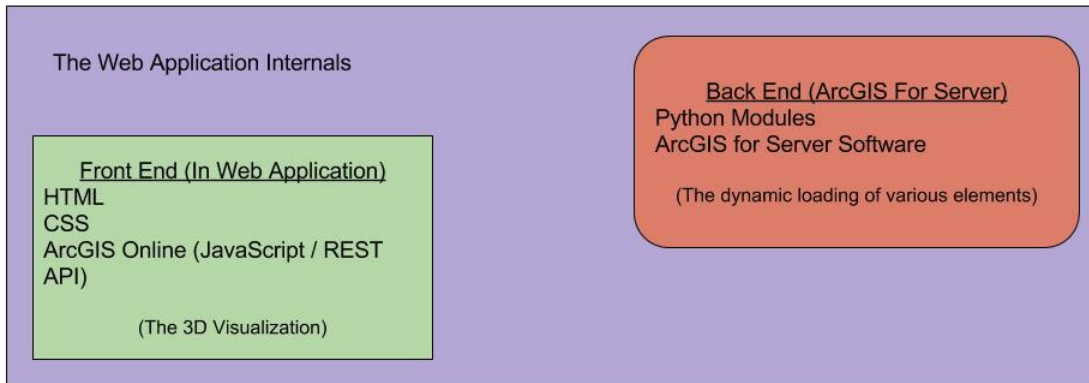 The Web Application Internals
Back End (ArcGIS For Server)
Python Modules
ArcGIS for Server Software
(The dynamic loading of various elements)
Front End (In Web Application)
HTML
CSS
ArcGIS Online (JavaScript / REST
API)
(The 3D Visualization)